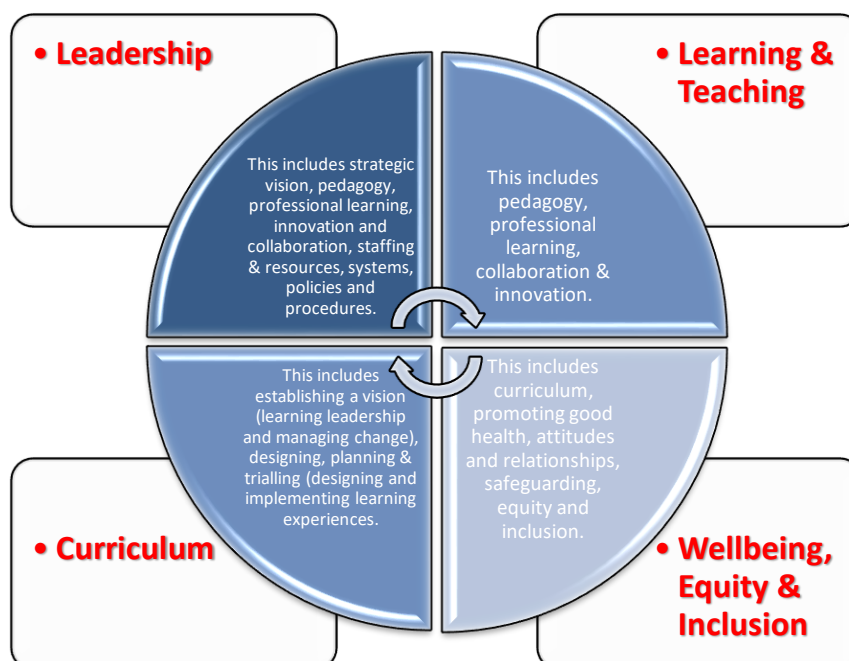 • Leadership
• Learning &
Teaching
This includes strategic
vision, pedagogy,
professional learning,
innovation and
collaboration, staffing
& resources, systems,
policies and
procedures.
This includes
pedagogy,
professional
learning,
collaboration &
innovation.
This includes
establishing a vision
(learning leadership
and managing change),
designing, planning &
trialling (designing and
implementing learning
experiences.
This includes
curriculum,
promoting good
health, attitudes
and relationships,
safeguarding,
equity and
inclusion.
• Curriculum
• Wellbeing,
Equity &
Inclusion